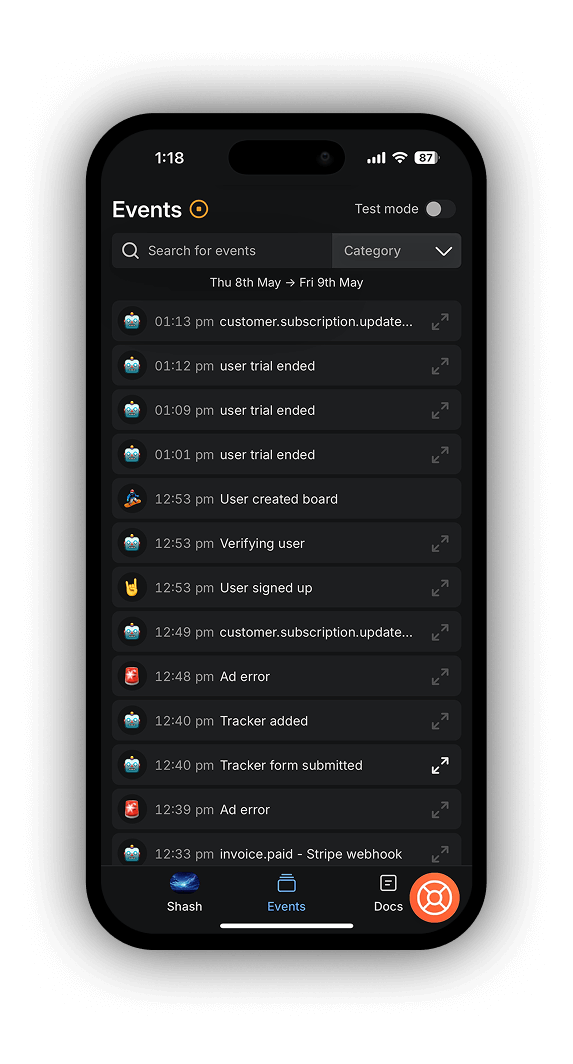 1:18 87
Events Test mode
Search for events Category
Thu 8th May → Fri 9th May
01:13 pm customer.subscription.update...
01:12 pm user trial ended
01:09 pm user trial ended
01:01 pm user trial ended
12:53 pm User created board
12:53 pm Verifying user
12:53 pm User signed up
12:49 pm customer.subscription.update...
12:48 pm Ad error
12:40 pm Tracker added
12:40 pm Tracker form submitted
12:39 pm Ad error
12:33 pm invoice.paid - Stripe webhook
Shash Events Docs